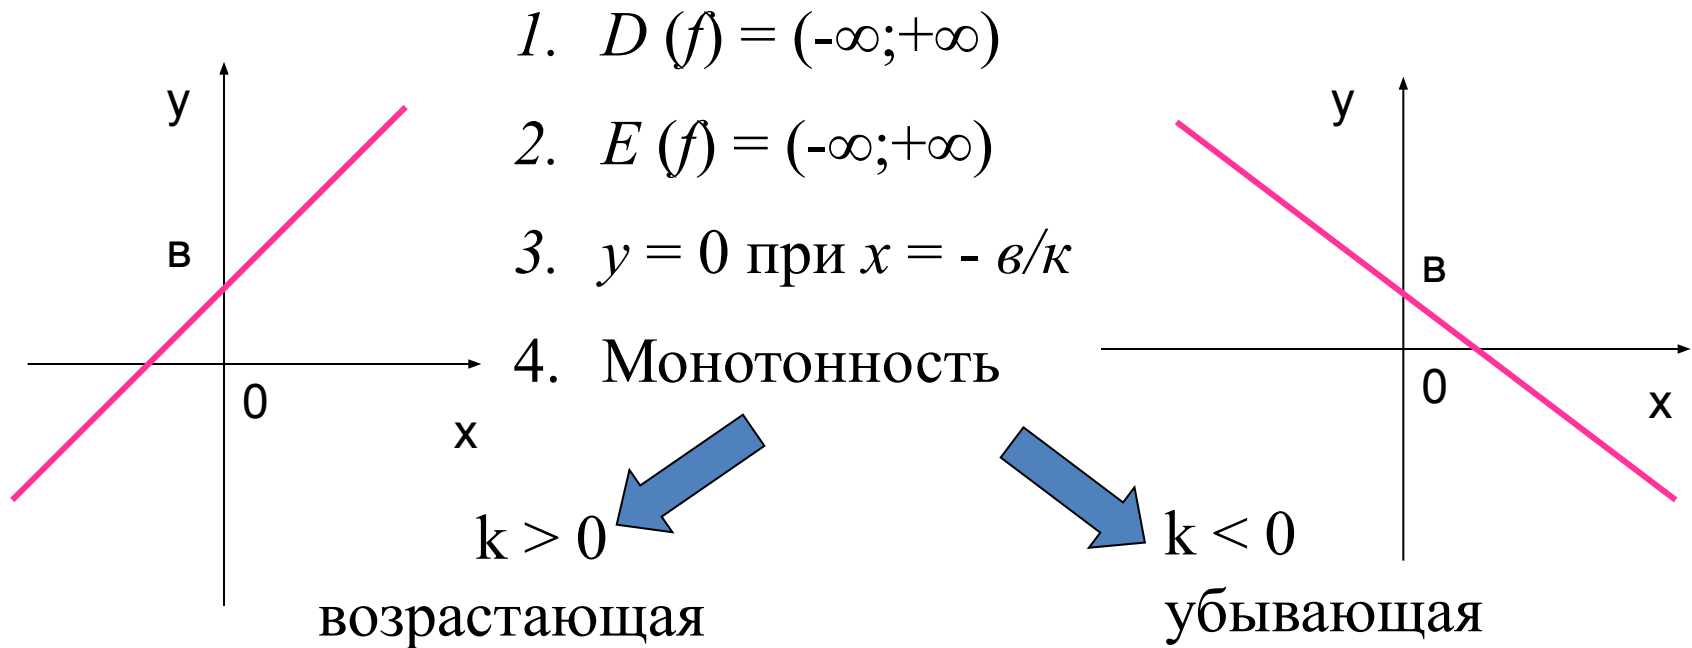 1. D (f) = (-∞;+∞)
2. E (f) = (-∞;+∞)
3. y = 0 при x = - в/к
4. Монотонность
k > 0
возрастающая
k < 0
убывающая
у
в
0
х
у
в
0
х